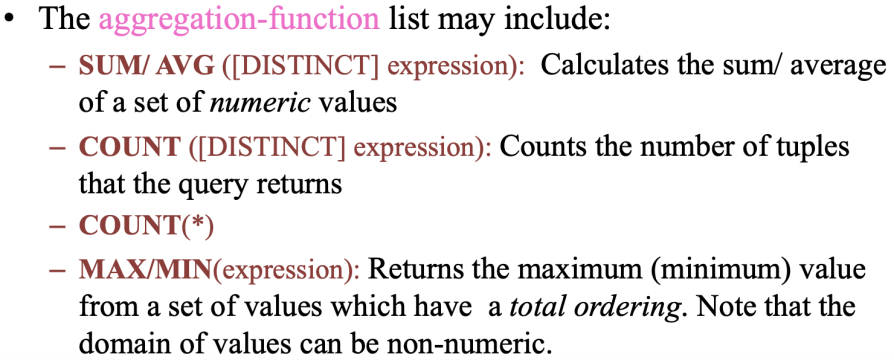 • The aggregation-function list may include:
– SUM/ AVG ([DISTINCT] expression): Calculates the sum/ average
of a set of numeric values
– COUNT ([DISTINCT] expression): Counts the number of tuples
that the query returns
– COUNT(*)
– MAX/MIN(expression): Returns the maximum (minimum) value
from a set of values which have a total ordering. Note that the
domain of values can be non-numeric.